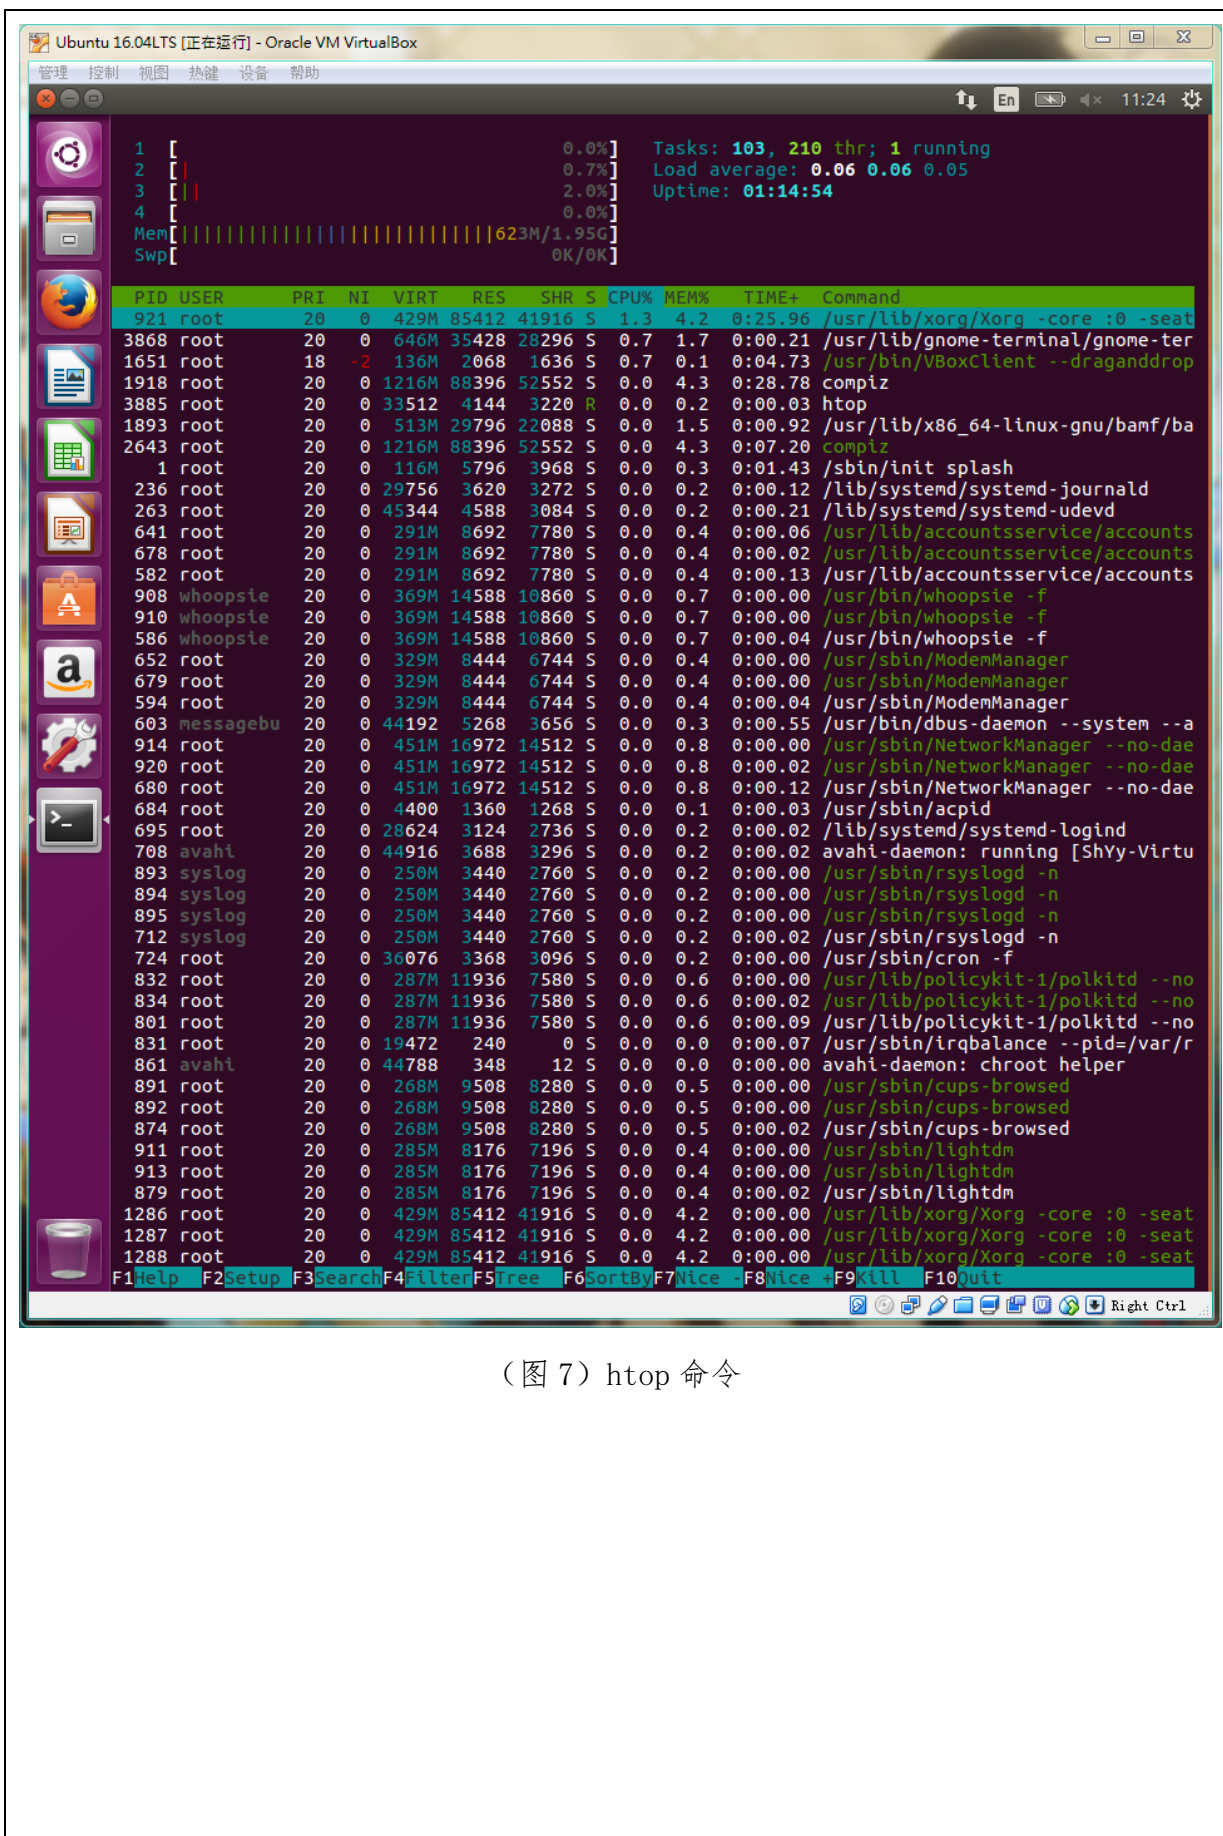 Ubuntu 16.04LTS [正在运行] - Oracle VM VirtualBox
管理 控制 视图 热键 设备 帮助
En 11:24
1 [ 0.0%] Tasks: 103, 210 thr; 1 running
2 [| 0.7%] Load average: 0.06 0.06 0.05
3 [|| 2.0%] Uptime: 01:14:54
4 [ 0.0%]
Mem[||||||||||||||||||||||||||||623M/1.95G]
Swp[ 0K/0K]
PID USER PRI NI VIRT RES SHR S CPU% MEM% TIME+ Command
921 root 20 0 429M 85412 41916 S 1.3 4.2 0:25.96 /usr/lib/xorg/Xorg -core :0 -seat
3868 root 20 0 646M 35428 28296 S 0.7 1.7 0:00.21 /usr/lib/gnome-terminal/gnome-ter
1651 root 18 -2 136M 2068 1636 S 0.7 0.1 0:04.73 /usr/bin/VBoxClient --draganddrop
1918 root 20 0 1216M 88396 52552 S 0.0 4.3 0:28.78 compiz
3885 root 20 0 33512 4144 3220 R 0.0 0.2 0:00.03 htop
1893 root 20 0 513M 29796 22088 S 0.0 1.5 0:00.92 /usr/lib/x86_64-linux-gnu/bamf/ba
2643 root 20 0 1216M 88396 52552 S 0.0 4.3 0:07.20 compiz
1 root 20 0 116M 5796 3968 S 0.0 0.3 0:01.43 /sbin/init splash
236 root 20 0 29756 3620 3272 S 0.0 0.2 0:00.12 /lib/systemd/systemd-journald
263 root 20 0 45344 4588 3084 S 0.0 0.2 0:00.21 /lib/systemd/systemd-udevd
641 root 20 0 291M 8692 7780 S 0.0 0.4 0:00.06 /usr/lib/accountsservice/accounts
678 root 20 0 291M 8692 7780 S 0.0 0.4 0:00.02 /usr/lib/accountsservice/accounts
582 root 20 0 291M 8692 7780 S 0.0 0.4 0:00.13 /usr/lib/accountsservice/accounts
908 whoopsie 20 0 369M 14588 10860 S 0.0 0.7 0:00.00 /usr/bin/whoopsie -f
910 whoopsie 20 0 369M 14588 10860 S 0.0 0.7 0:00.00 /usr/bin/whoopsie -f
586 whoopsie 20 0 369M 14588 10860 S 0.0 0.7 0:00.04 /usr/bin/whoopsie -f
652 root 20 0 329M 8444 6744 S 0.0 0.4 0:00.00 /usr/sbin/ModemManager
679 root 20 0 329M 8444 6744 S 0.0 0.4 0:00.00 /usr/sbin/ModemManager
594 root 20 0 329M 8444 6744 S 0.0 0.4 0:00.04 /usr/sbin/ModemManager
603 messagebu 20 0 44192 5268 3656 S 0.0 0.3 0:00.55 /usr/bin/dbus-daemon --system --a
914 root 20 0 451M 16972 14512 S 0.0 0.8 0:00.00 /usr/sbin/NetworkManager --no-dae
920 root 20 0 451M 16972 14512 S 0.0 0.8 0:00.02 /usr/sbin/NetworkManager --no-dae
680 root 20 0 451M 16972 14512 S 0.0 0.8 0:00.12 /usr/sbin/NetworkManager --no-dae
684 root 20 0 4400 1360 1268 S 0.0 0.1 0:00.03 /usr/sbin/acpid
695 root 20 0 28624 3124 2736 S 0.0 0.2 0:00.02 /lib/systemd/systemd-logind
708 avahi 20 0 44916 3688 3296 S 0.0 0.2 0:00.02 avahi-daemon: running [ShYy-Virtu
893 syslog 20 0 250M 3440 2760 S 0.0 0.2 0:00.00 /usr/sbin/rsyslogd -n
894 syslog 20 0 250M 3440 2760 S 0.0 0.2 0:00.00 /usr/sbin/rsyslogd -n
895 syslog 20 0 250M 3440 2760 S 0.0 0.2 0:00.00 /usr/sbin/rsyslogd -n
712 syslog 20 0 250M 3440 2760 S 0.0 0.2 0:00.02 /usr/sbin/rsyslogd -n
724 root 20 0 36076 3368 3096 S 0.0 0.2 0:00.00 /usr/sbin/cron -f
832 root 20 0 287M 11936 7580 S 0.0 0.6 0:00.00 /usr/lib/policykit-1/polkitd --no
834 root 20 0 287M 11936 7580 S 0.0 0.6 0:00.02 /usr/lib/policykit-1/polkitd --no
801 root 20 0 287M 11936 7580 S 0.0 0.6 0:00.09 /usr/lib/policykit-1/polkitd --no
831 root 20 0 19472 240 0 S 0.0 0.0 0:00.07 /usr/sbin/irqbalance --pid=/var/r
861 avahi 20 0 44788 348 12 S 0.0 0.0 0:00.00 avahi-daemon: chroot helper
891 root 20 0 268M 9508 8280 S 0.0 0.5 0:00.00 /usr/sbin/cups-browsed
892 root 20 0 268M 9508 8280 S 0.0 0.5 0:00.00 /usr/sbin/cups-browsed
874 root 20 0 268M 9508 8280 S 0.0 0.5 0:00.02 /usr/sbin/cups-browsed
911 root 20 0 285M 8176 7196 S 0.0 0.4 0:00.00 /usr/sbin/lightdm
913 root 20 0 285M 8176 7196 S 0.0 0.4 0:00.00 /usr/sbin/lightdm
879 root 20 0 285M 8176 7196 S 0.0 0.4 0:00.02 /usr/sbin/lightdm
1286 root 20 0 429M 85412 41916 S 0.0 4.2 0:00.00 /usr/lib/xorg/Xorg -core :0 -seat
1287 root 20 0 429M 85412 41916 S 0.0 4.2 0:00.00 /usr/lib/xorg/Xorg -core :0 -seat
1288 root 20 0 429M 85412 41916 S 0.0 4.2 0:00.00 /usr/lib/xorg/Xorg -core :0 -seat
F1Help F2Setup F3SearchF4FilterF5Tree F6SortByF7Nice -F8Nice +F9Kill F10Quit
Right Ctrl
（图 7）htop 命令